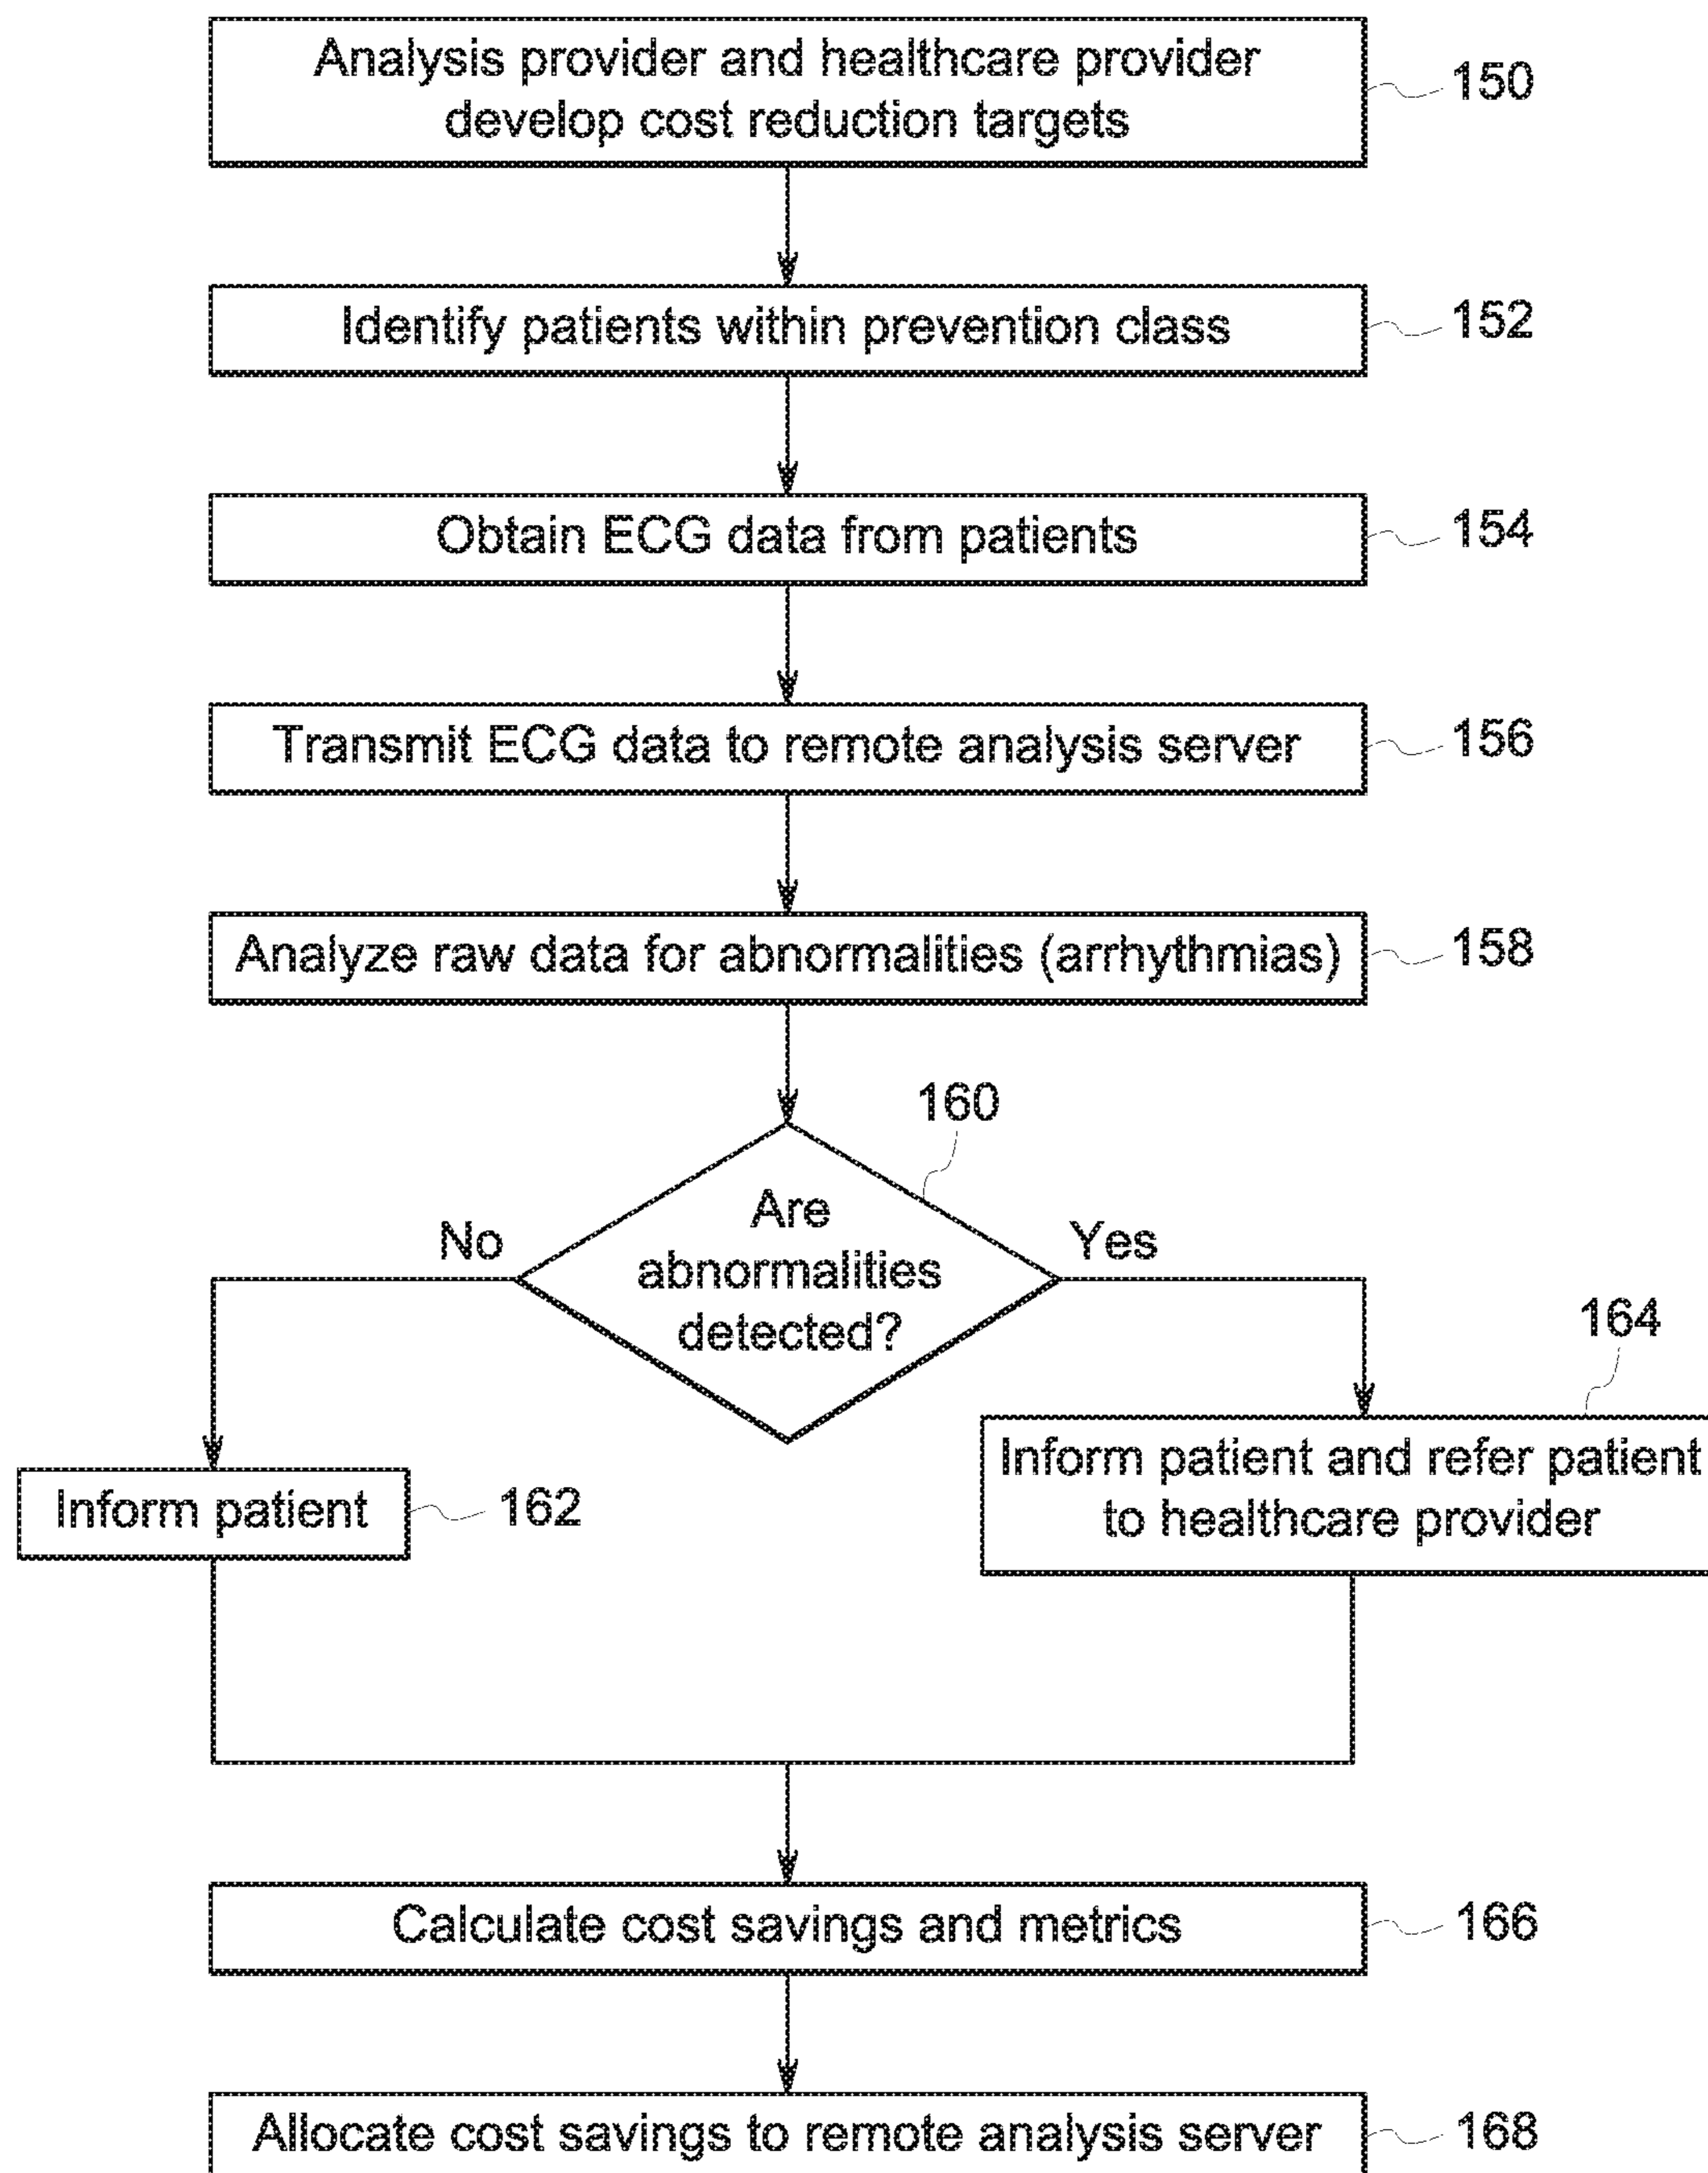 Analysis provider and healthcare provider
develop cost reduction targets
150
Identify patients within prevention class
152
Obtain ECG data from patients
154
Transmit ECG data to remote analysis server
156
Analyze raw data for abnormalities (arrhythmias)
158
160
Are
abnormalities
detected?
No
Yes
164
Inform patient
162
Inform patient and refer patient
to healthcare provider
Calculate cost savings and metrics
166
Allocate cost savings to remote analysis server
168